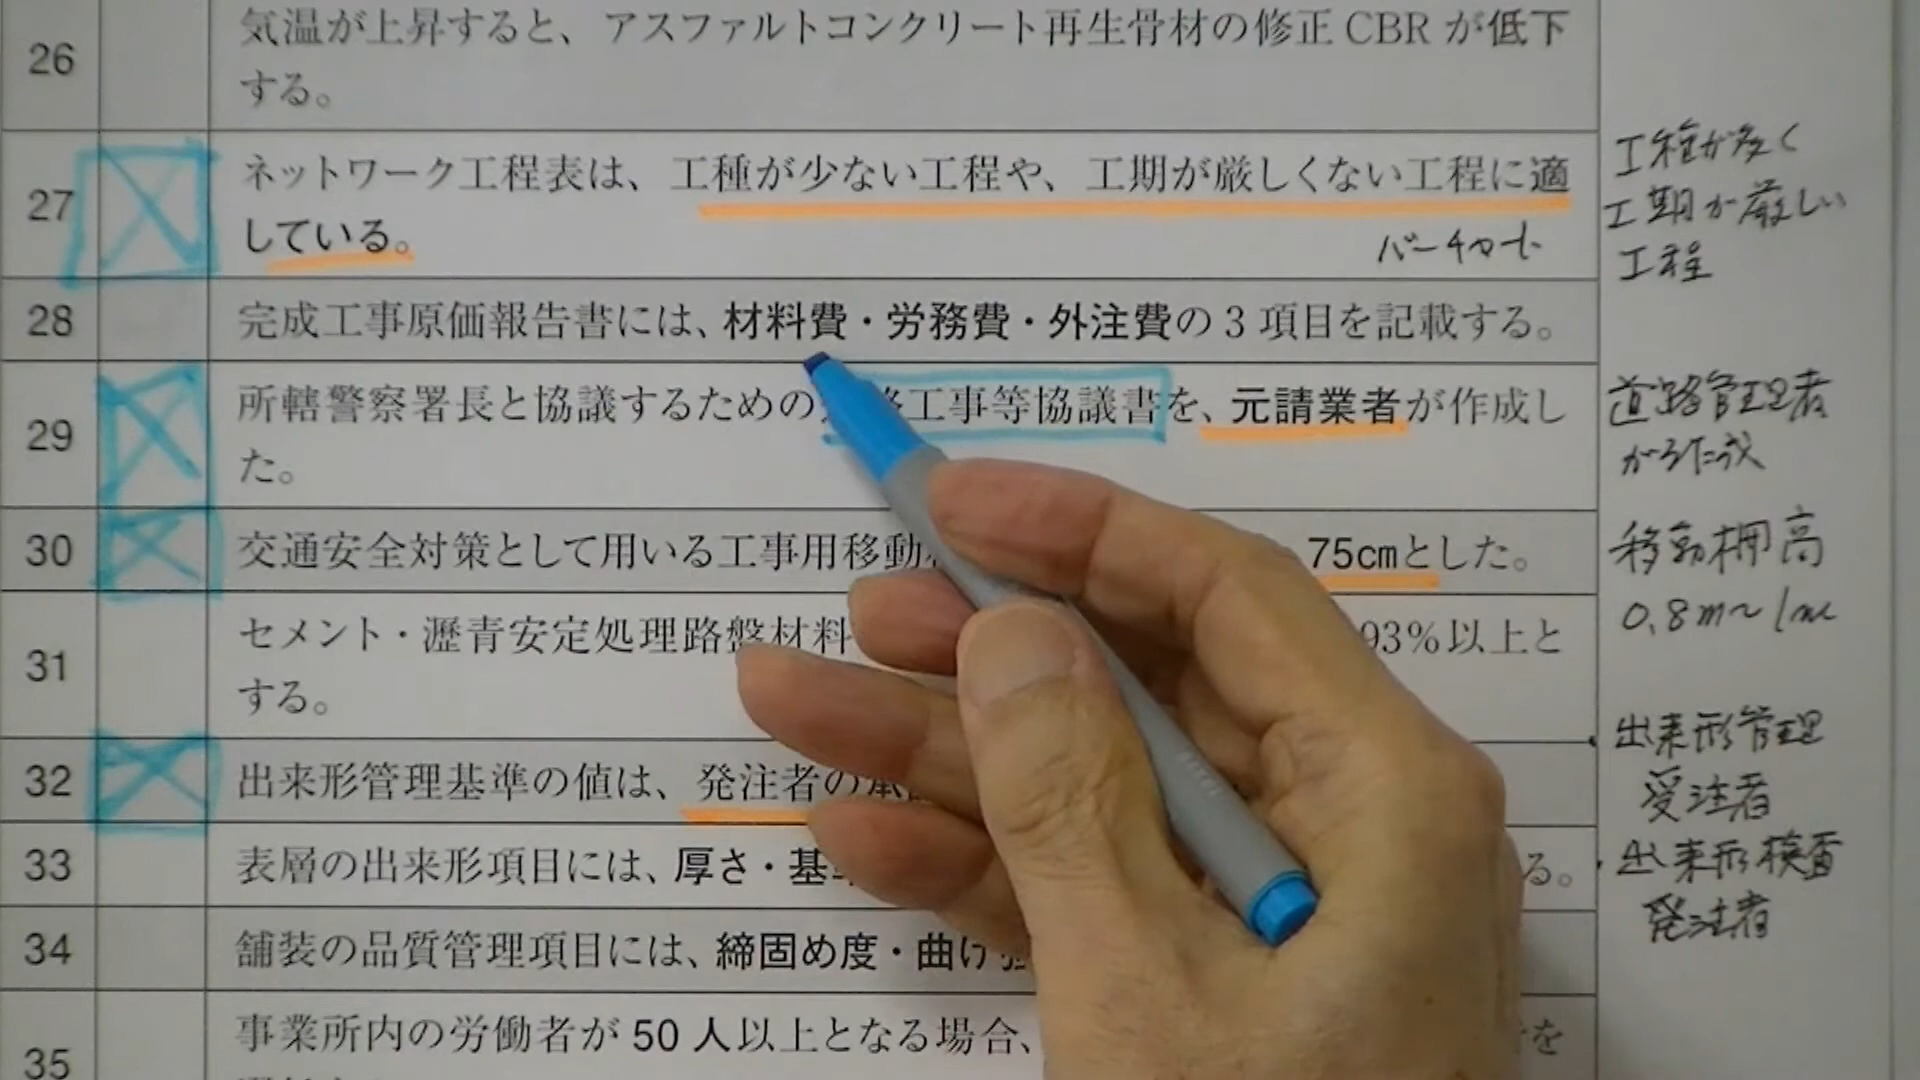 26
気温が上昇すると、アスファルトコンクリート再生骨材の修正CBRが低下
する。
27
ネットワーク工程表は、工種が少ない工程や、工期が厳しくない工程に適
している。
バーチャート
工種が多く
工期が厳しい
工程
28
完成工事原価報告書には、材料費・労務費・外注費の3項目を記載する。
29
所轄警察署長と協議するための 工事等協議書を、元請業者が作成し
た。
道路管理者
が作成
30
交通安全対策として用いる工事用移動 75cmとした。
移動柵高
0.8m~1m
31
セメント・瀝青安定処理路盤材料 93%以上と
する。
32
出来形管理基準の値は、発注者の
・出来形管理
受注者
33
表層の出来形項目には、厚さ・基 る。
・出来形検査
発注者
34
舗装の品質管理項目には、締固め度・曲げ
35
事業所内の労働者が50人以上となる場合、 を